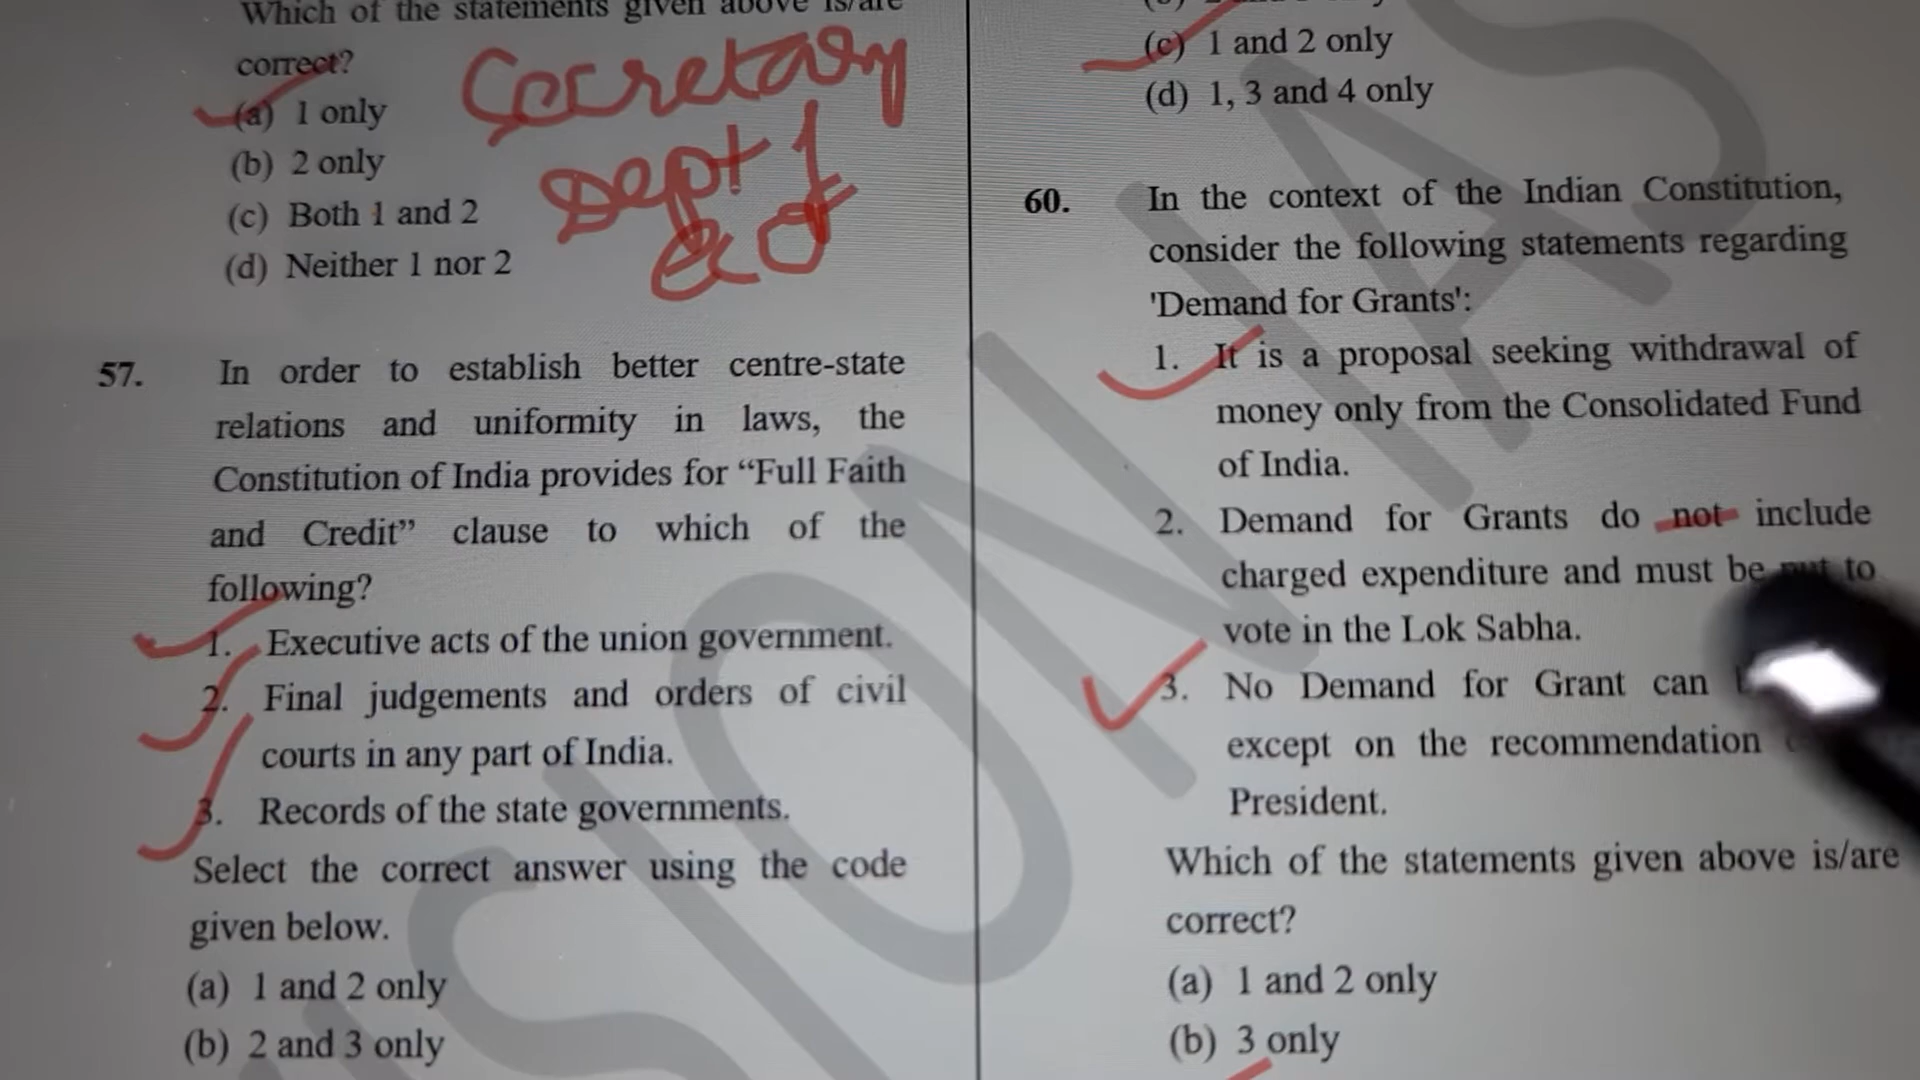 Which of the statements given above is/are
correct?
(a) 1 only
(b) 2 only
(c) Both 1 and 2
(d) Neither 1 nor 2
Secretary
Dept of
57. In order to establish better centre-state
relations and uniformity in laws, the
Constitution of India provides for “Full Faith
and Credit” clause to which of the
following?
1. Executive acts of the union government.
2. Final judgements and orders of civil
courts in any part of India.
3. Records of the state governments.
Select the correct answer using the code
given below.
(a) 1 and 2 only
(b) 2 and 3 only
(c) 1 and 2 only
(d) 1, 3 and 4 only
60. In the context of the Indian Constitution,
consider the following statements regarding
'Demand for Grants':
1. It is a proposal seeking withdrawal of
money only from the Consolidated Fund
of India.
2. Demand for Grants do not include
charged expenditure and must be put to
vote in the Lok Sabha.
3. No Demand for Grant can
except on the recommendation
President.
Which of the statements given above is/are
correct?
(a) 1 and 2 only
(b) 3 only
VISION IAS